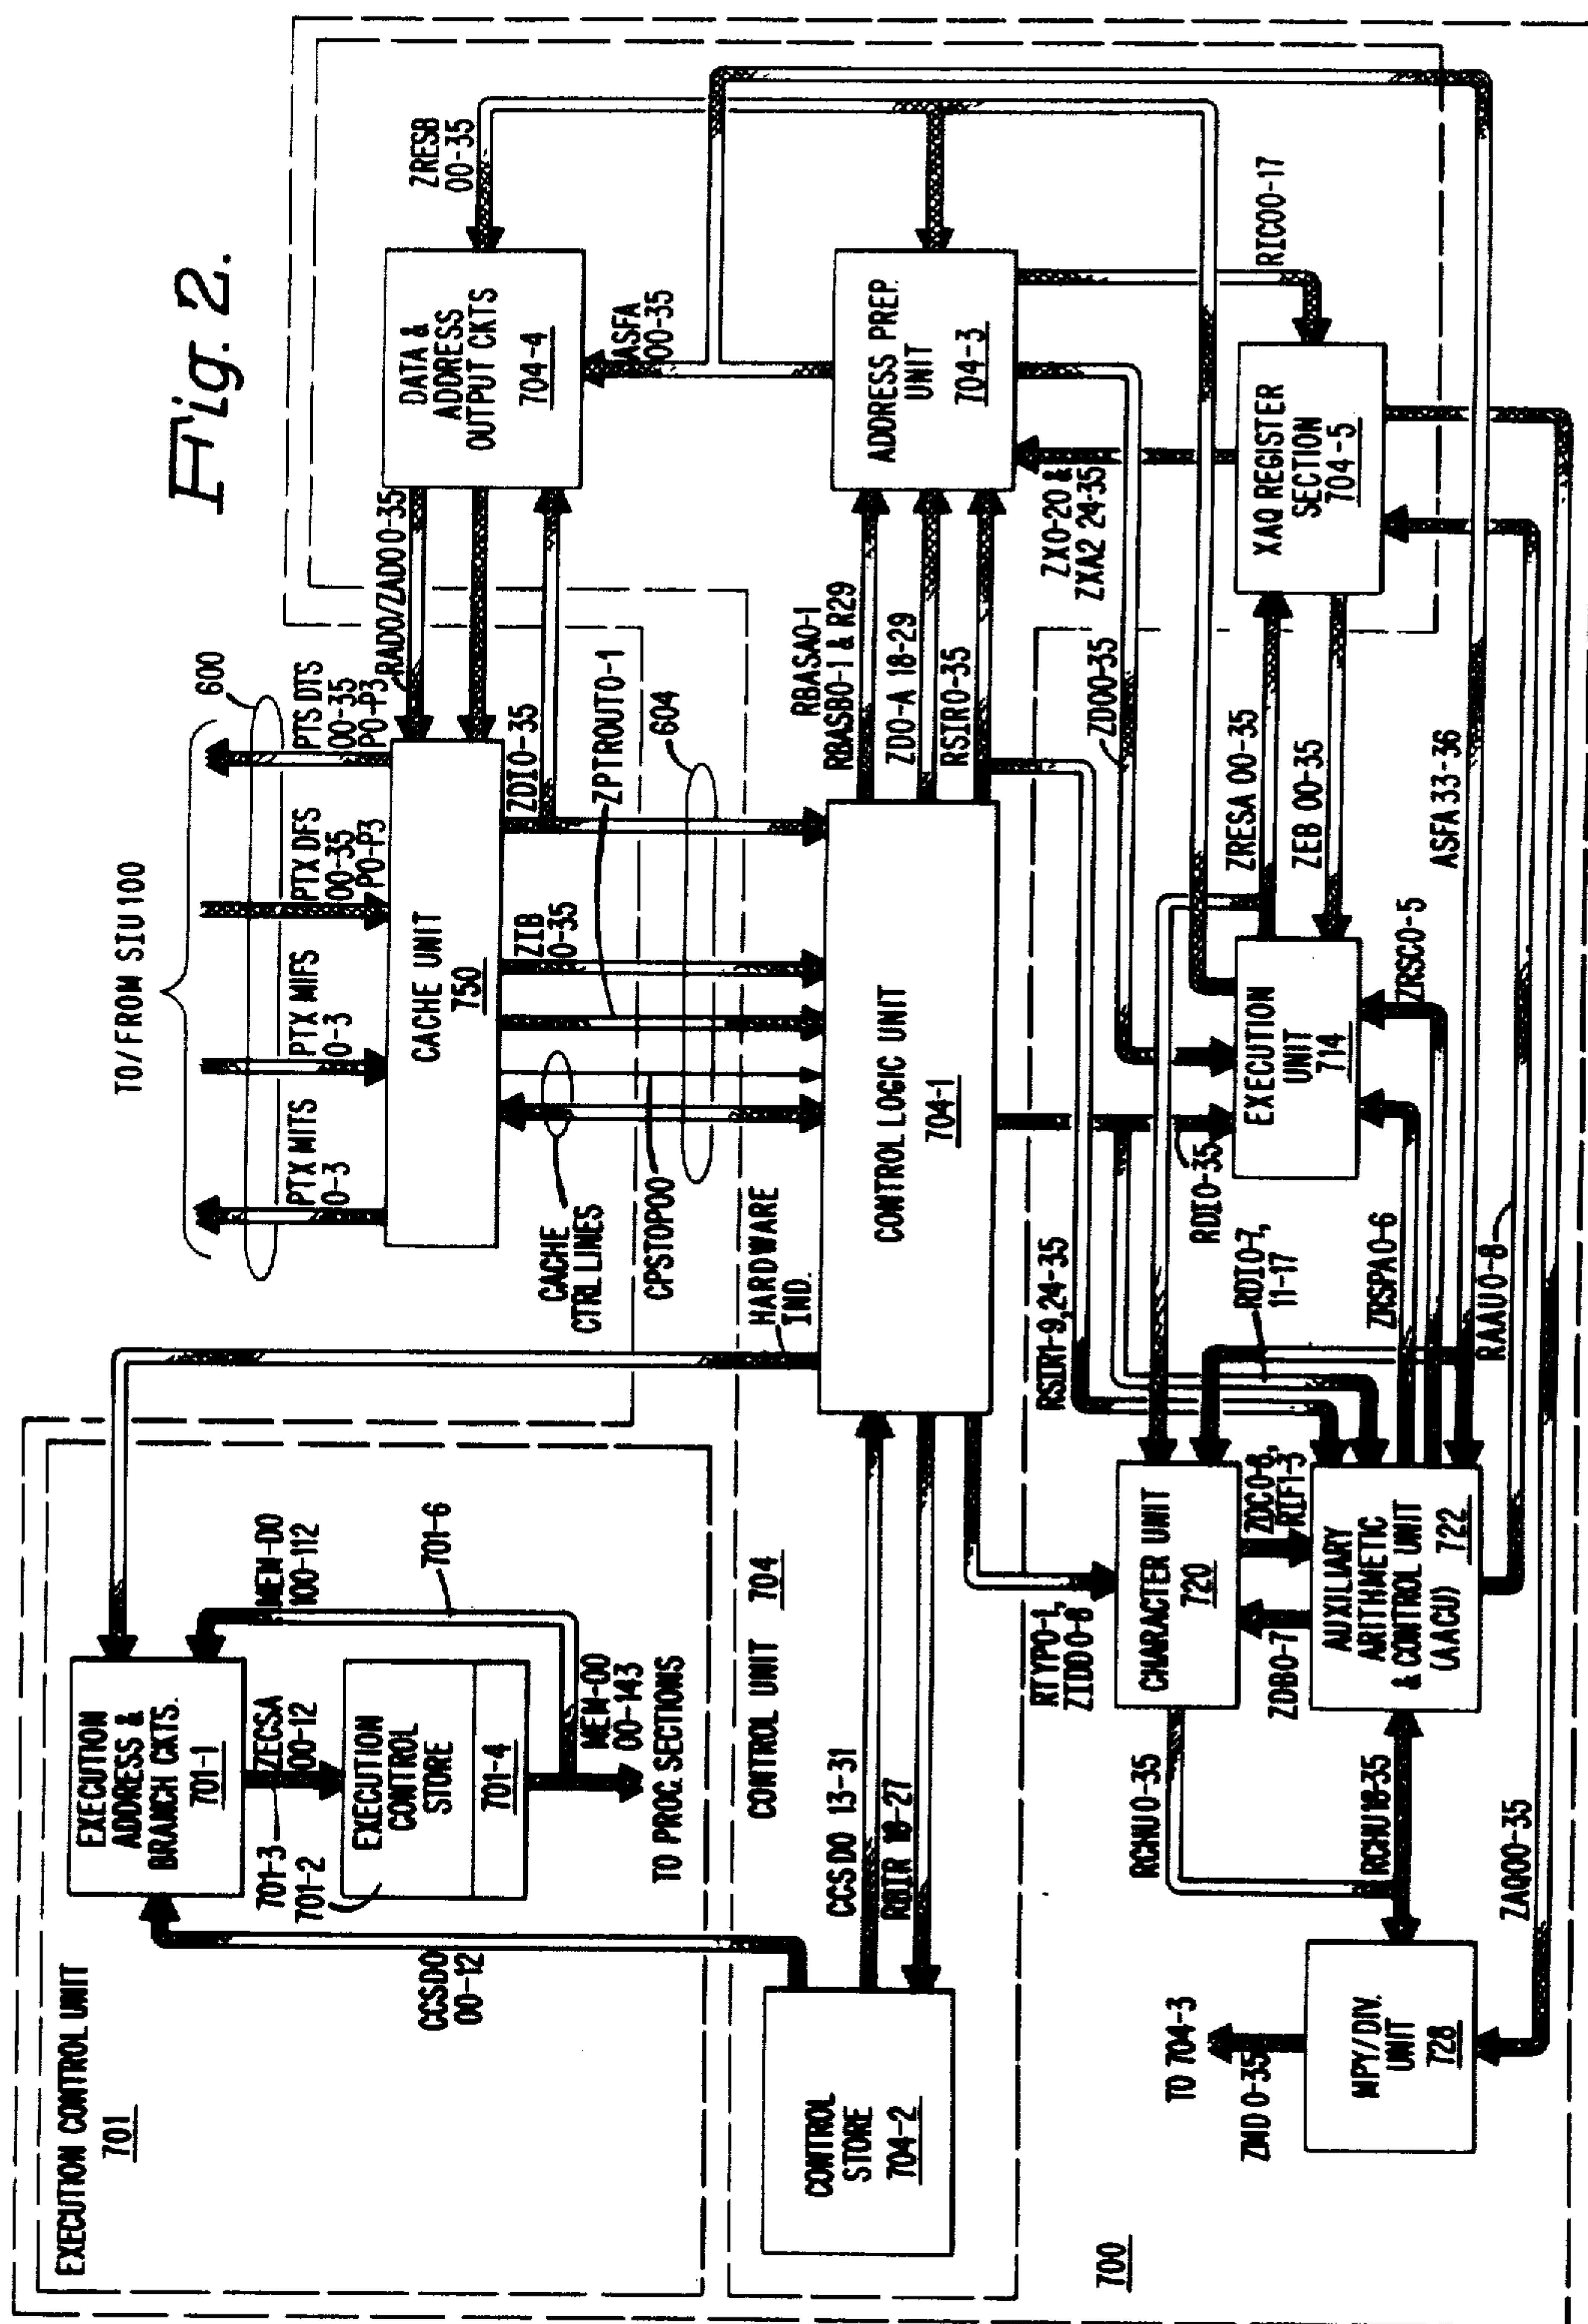 Fig. 2.
TO/FROM SIU 100
600
PTX MITS
0-3
PTX MIFS
0-3
PTX DFS
00-35
P0-P3
PTS DTS
00-35
P0-P3
RADO/ZADO 0-35
ZRESB
00-35
DATA &
ADDRESS
OUTPUT CKTS
704-4
ASFA
00-35
CACHE UNIT
750
ZDI0-35
ZIB
0-35
ZPTROUT0-1
604
CACHE
CTRL LINES
CPSTOP00
HARDWARE
IND.
EXECUTION CONTROL UNIT
701
EXECUTION
ADDRESS &
BRANCH CKTS.
701-1
ZECSA
00-12
701-3
701-2
EXECUTION
CONTROL
STORE
701-4
MEM-DO
100-112
701-6
MEM-DO
00-143
TO PROC SECTIONS
CCSDO
00-12
CONTROL UNIT 704
CONTROL
STORE
704-2
CCSDO 13-31
RBIR 18-27
CONTROL LOGIC UNIT
704-1
RBASA0-1
RBASB0-1 & R29
ZDO-A 18-29
RSIR0-35
ADDRESS PREP.
UNIT
704-3
RIC00-17
ZX0-20 &
ZXA2 24-35
ZDO0-35
XAQ REGISTER
SECTION
704-5
ZRESA 00-35
ZEB 00-35
EXECUTION
UNIT
714
RDI0-35
RDI0-7,
11-17
RSIR1-9,24-35
ZRSC0-5
ZRSPA0-6
ASFA 33-36
RAAU0-8
RTYP0-1,
ZIDD0-8
CHARACTER UNIT
720
ZDC0-8,
RLF1-3
ZDB0-7
AUXILIARY
ARITHMETIC
& CONTROL UNIT
(AACU) 722
RCHU0-35
RCHU18-35
ZAQ00-35
MPY/DIV.
UNIT
728
TO 704-3
ZMD0-35
700